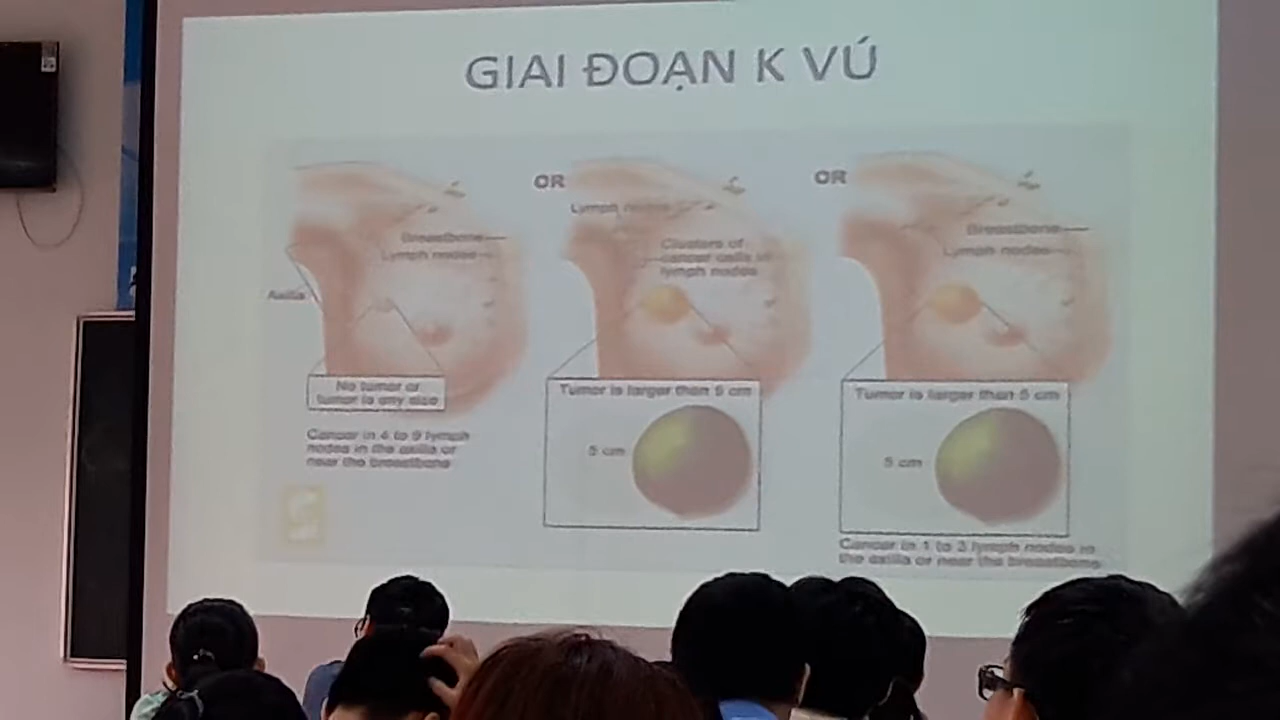 GIAI ĐOẠN K VÚ
Breastbone
Lymph nodes
Axilla
No tumor or
tumor is any size
Cancer in 4 to 9 lymph
nodes in the axilla or
near the breastbone
OR
Lymph nodes
Clusters of
cancer cells in
lymph nodes
Tumor is larger than 5 cm
5 cm
OR
Breastbone
Lymph nodes
Tumor is larger than 5 cm
5 cm
Cancer in 1 to 3 lymph nodes in
the axilla or near the breastbone